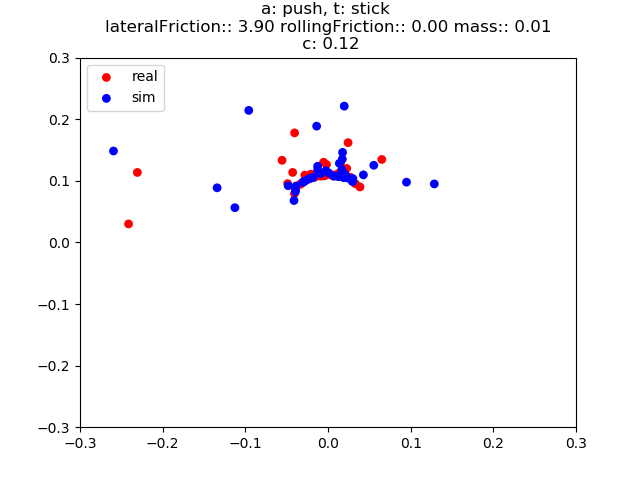 a: push, t: stick
lateralFriction:: 3.90 rollingFriction:: 0.00 mass:: 0.01
c: 0.12
real
sim
0.3
0.2
0.1
0.0
−0.1
−0.2
−0.3
−0.3
−0.2
−0.1
0.0
0.1
0.2
0.3